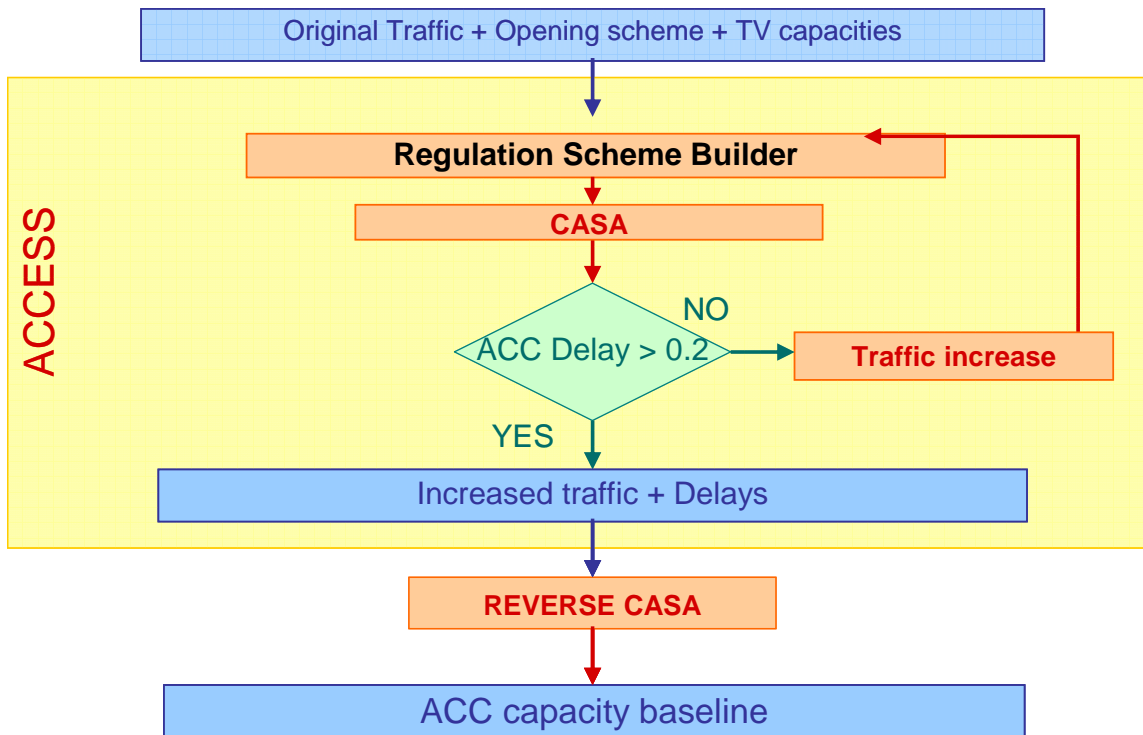 Original Traffic + Opening scheme + TV capacities
ACCESS
Regulation Scheme Builder
CASA
NO
ACC Delay > 0.2
Traffic increase
YES
Increased traffic + Delays
REVERSE CASA
ACC capacity baseline